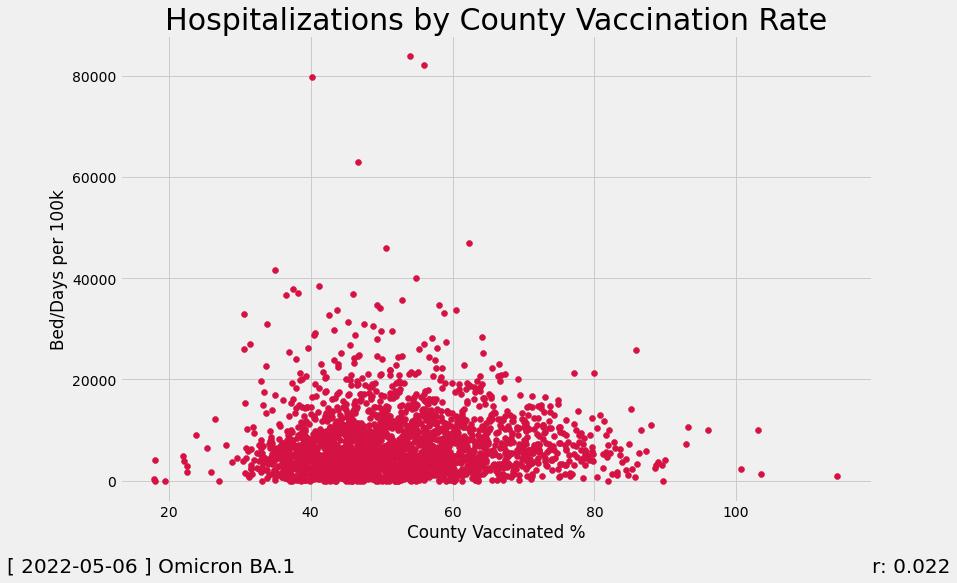 Hospitalizations by County Vaccination Rate
80000
60000
40000
20000
0
Bed/Days per 100k
20
40
60
80
100
County Vaccinated %
[ 2022-05-06 ] Omicron BA.1
r: 0.022